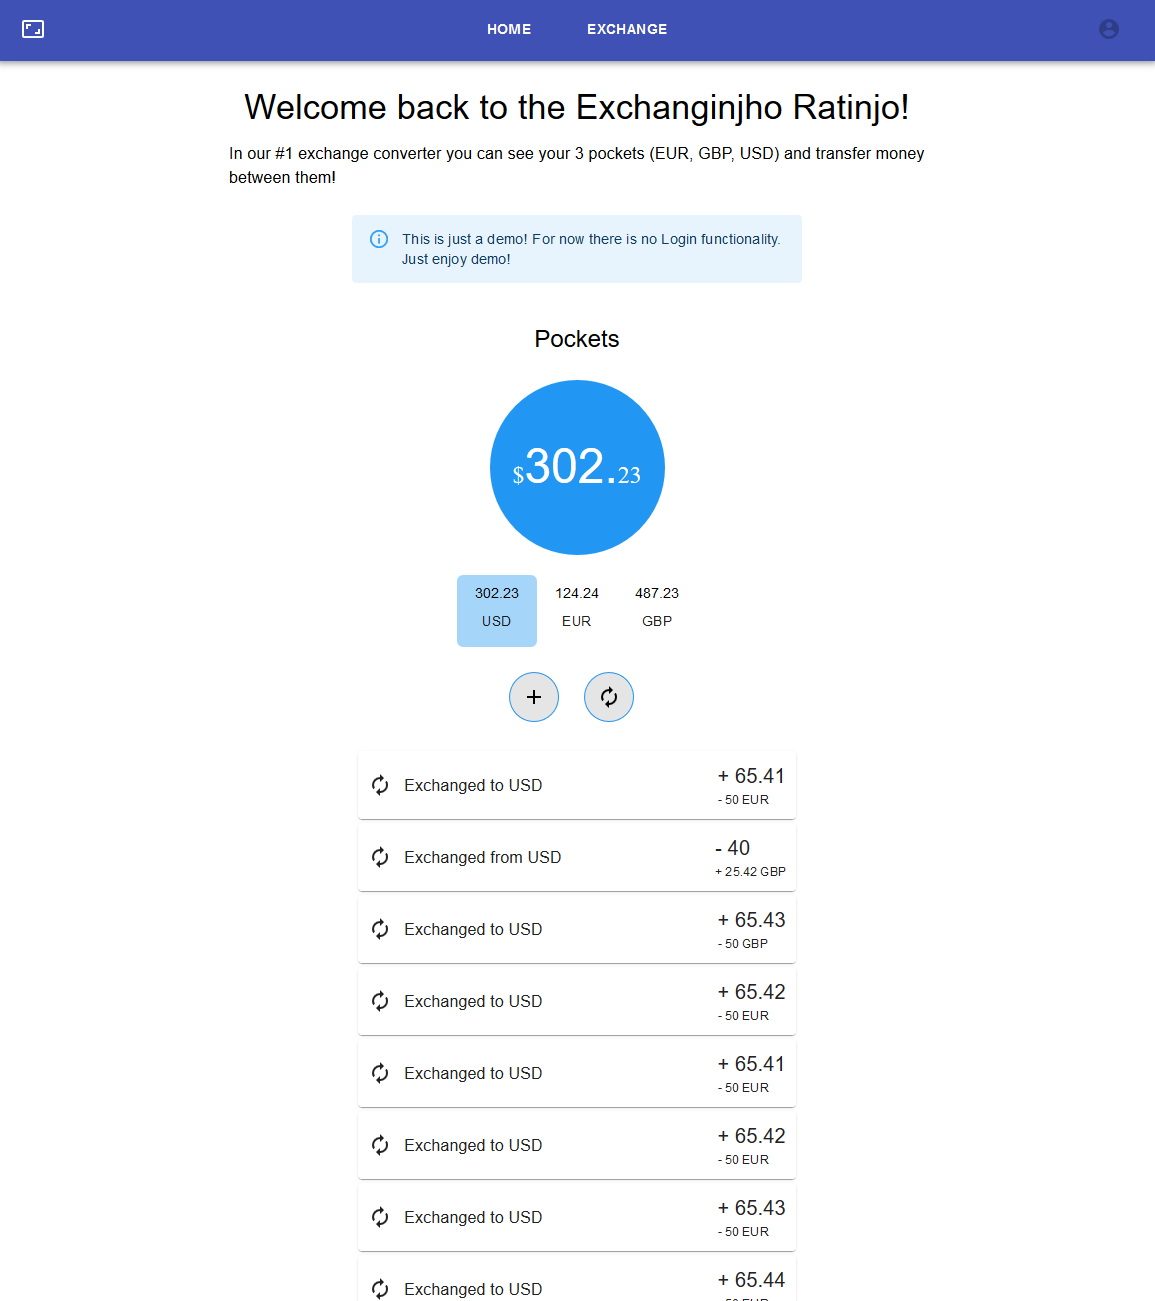 HOME EXCHANGE
Welcome back to the Exchanginjho Ratinjo!
In our #1 exchange converter you can see your 3 pockets (EUR, GBP, USD) and transfer money
between them!
This is just a demo! For now there is no Login functionality.
Just enjoy demo!
Pockets
$302.23
302.23 124.24 487.23
USD EUR GBP
Exchanged to USD + 65.41
- 50 EUR
Exchanged from USD - 40
+ 25.42 GBP
Exchanged to USD + 65.43
- 50 GBP
Exchanged to USD + 65.42
- 50 EUR
Exchanged to USD + 65.41
- 50 EUR
Exchanged to USD + 65.42
- 50 EUR
Exchanged to USD + 65.43
- 50 EUR
Exchanged to USD + 65.44